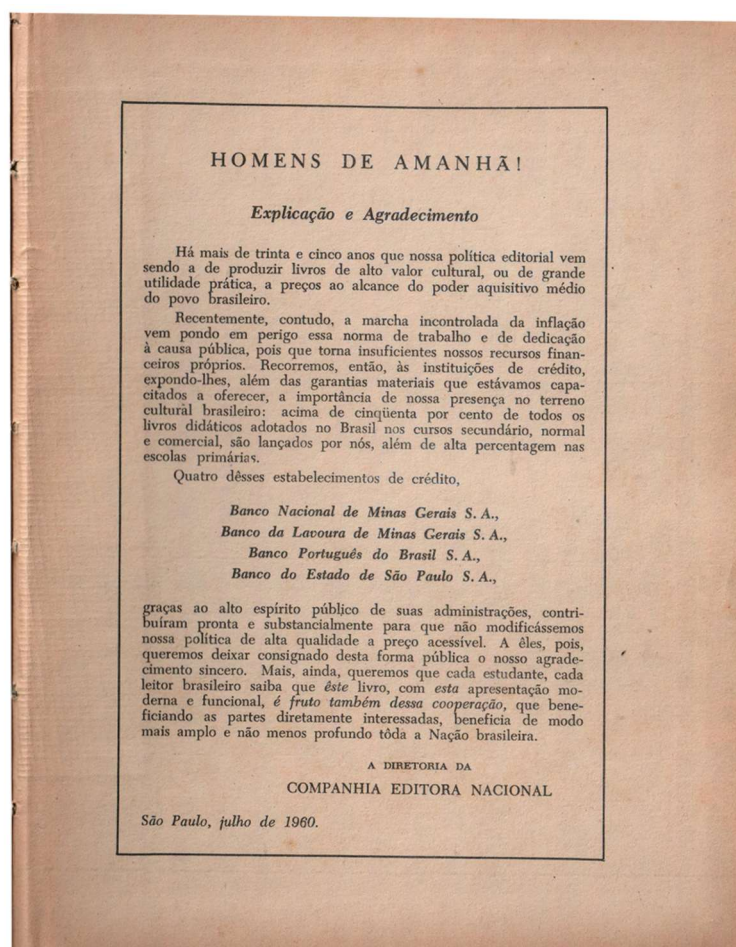 HOMENS DE AMANHÃ!
Explicação e Agradecimento
Há mais de trinta e cinco anos que nossa política editorial vem
sendo a de produzir livros de alto valor cultural, ou de grande
utilidade prática, a preços ao alcance do poder aquisitivo médio
do povo brasileiro.
Recentemente, contudo, a marcha incontrolada da inflação
vem pondo em perigo essa norma de trabalho e de dedicação
à causa pública, pois que torna insuficientes nossos recursos finan-
ceiros próprios. Recorremos, então, às instituições de crédito,
expondo-lhes, além das garantias materiais que estávamos capa-
citados a oferecer, a importância de nossa presença no terreno
cultural brasileiro: acima de cinqüenta por cento de todos os
livros didáticos adotados no Brasil nos cursos secundário, normal
e comercial, são lançados por nós, além de alta percentagem nas
escolas primárias.
Quatro dêsses estabelecimentos de crédito,
Banco Nacional de Minas Gerais S. A.,
Banco da Lavoura de Minas Gerais S. A.,
Banco Português do Brasil S. A.,
Banco do Estado de São Paulo S. A.,
graças ao alto espírito público de suas administrações, contri-
buíram pronta e substancialmente para que não modificássemos
nossa política de alta qualidade a preço acessível. A êles, pois,
queremos deixar consignado desta forma pública o nosso agrade-
cimento sincero. Mais, ainda, queremos que cada estudante, cada
leitor brasileiro saiba que êste livro, com esta apresentação mo-
derna e funcional, é fruto também dessa cooperação, que bene-
ficiando as partes diretamente interessadas, beneficia de modo
mais amplo e não menos profundo tôda a Nação brasileira.
A DIRETORIA DA
COMPANHIA EDITORA NACIONAL
São Paulo, julho de 1960.